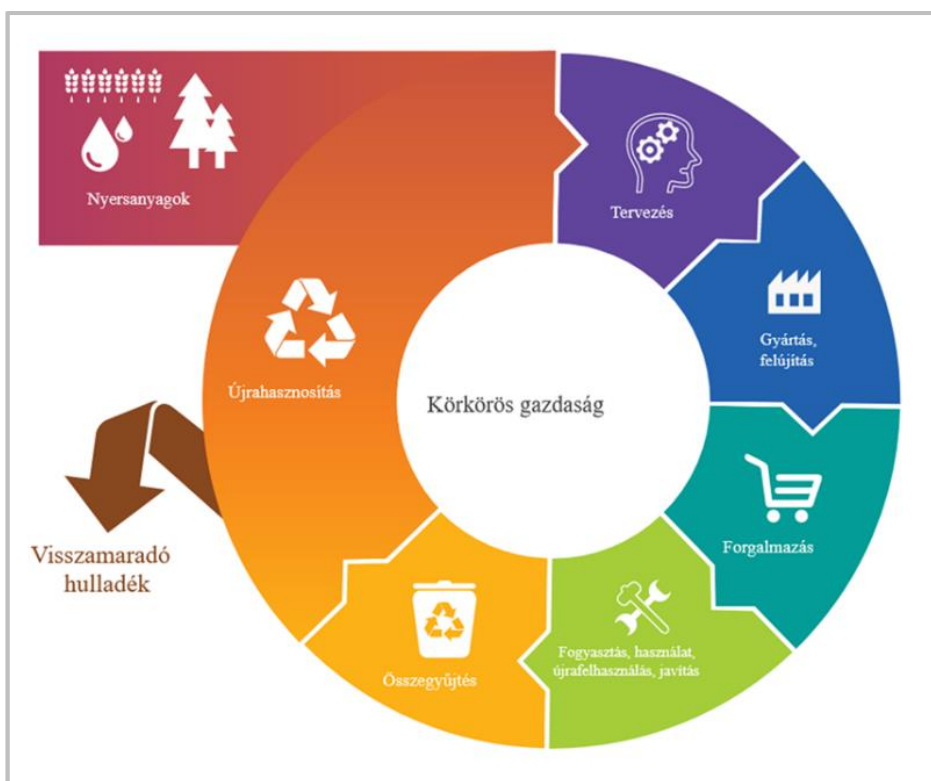 Nyersanyagok
Tervezés
Gyártás,
felújítás
Újrahasznosítás
Körkörös gazdaság
Forgalmazás
Visszamaradó
hulladék
Fogyasztás, használat,
újrafelhasználás, javítás
Összegyűjtés